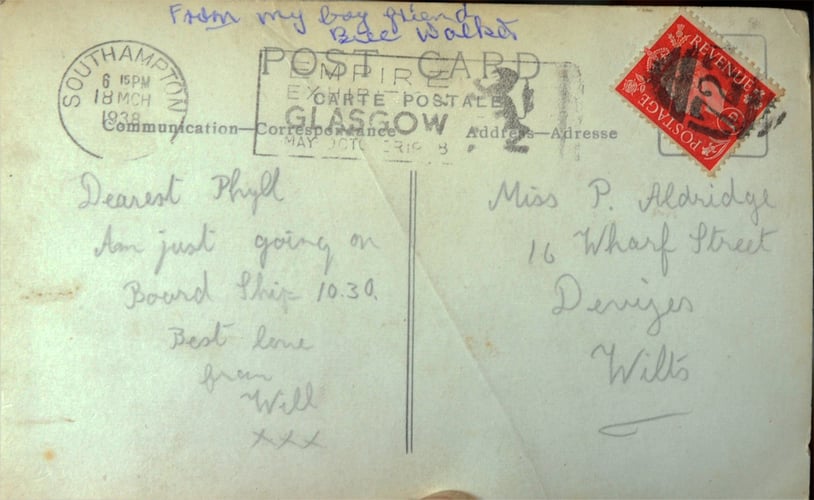 From my boy friend
Bill Walker
POST CARD
CARTE POSTALE
Communication—Correspondance
Address—Adresse
SOUTHAMPTON
6 15PM
18 MCH
1938
EMPIRE
GLASGOW
MAY
REVENUE
POSTAGE
Dearest Phyll
Am just going on
Board Ship 10.30.
Best love
from
Will
xxx
Miss P. Aldridge
16 Wharf Street
Devizes
Wilts